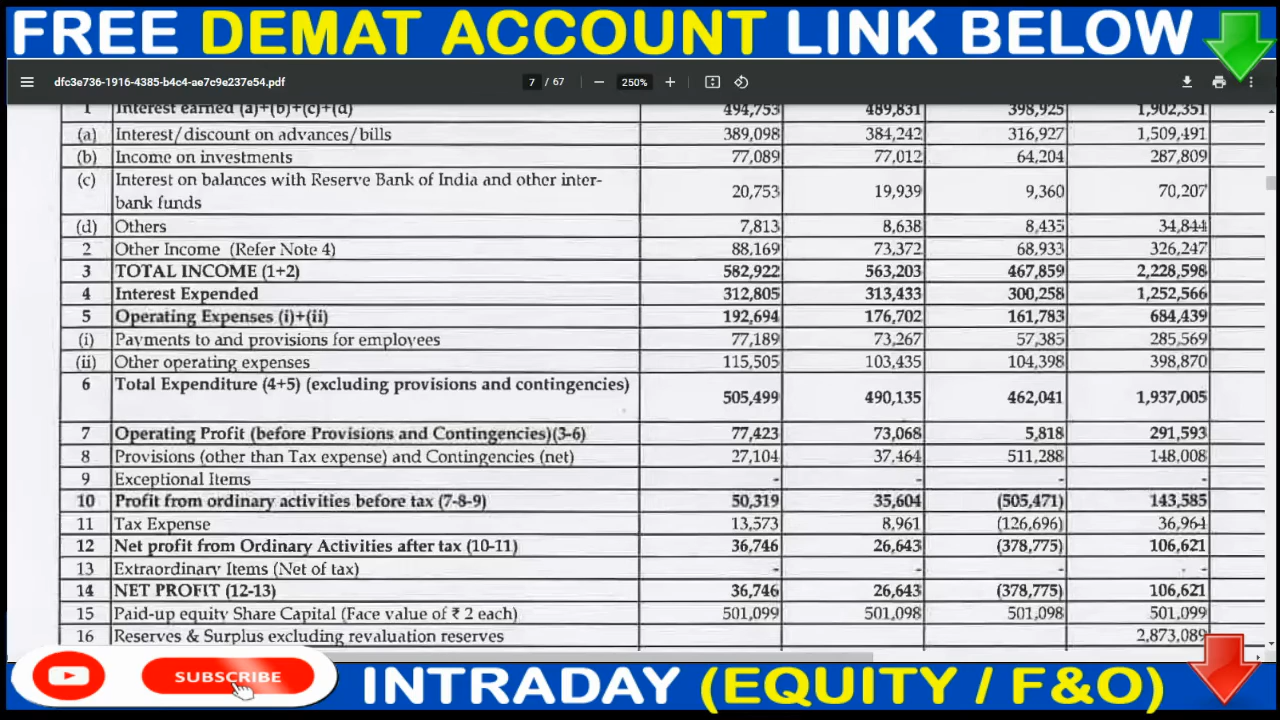 FREE DEMAT ACCOUNT LINK BELOW
dfc3e736-1916-4385-b4c4-ae7c9e237e54.pdf 7 / 67 250%
1 Interest earned (a)+(b)+(c)+(d) 494,753 489,831 398,925 1,902,351
(a) Interest/discount on advances/bills 389,098 384,242 316,927 1,509,491
(b) Income on investments 77,089 77,012 64,204 287,809
(c) Interest on balances with Reserve Bank of India and other inter-
bank funds 20,753 19,939 9,360 70,207
(d) Others 7,813 8,638 8,435 34,844
2 Other Income (Refer Note 4) 88,169 73,372 68,933 326,247
3 TOTAL INCOME (1+2) 582,922 563,203 467,859 2,228,598
4 Interest Expended 312,805 313,433 300,258 1,252,566
5 Operating Expenses (i)+(ii) 192,694 176,702 161,783 684,439
(i) Payments to and provisions for employees 77,189 73,267 57,385 285,569
(ii) Other operating expenses 115,505 103,435 104,398 398,870
6 Total Expenditure (4+5) (excluding provisions and contingencies) 505,499 490,135 462,041 1,937,005
7 Operating Profit (before Provisions and Contingencies)(3-6) 77,423 73,068 5,818 291,593
8 Provisions (other than Tax expense) and Contingencies (net) 27,104 37,464 511,288 148,008
9 Exceptional Items - - - -
10 Profit from ordinary activities before tax (7-8-9) 50,319 35,604 (505,471) 143,585
11 Tax Expense 13,573 8,961 (126,696) 36,964
12 Net profit from Ordinary Activities after tax (10-11) 36,746 26,643 (378,775) 106,621
13 Extraordinary Items (Net of tax) - - - -
14 NET PROFIT (12-13) 36,746 26,643 (378,775) 106,621
15 Paid-up equity Share Capital (Face value of ₹ 2 each) 501,099 501,098 501,098 501,099
16 Reserves & Surplus excluding revaluation reserves 2,873,089
SUBSCRIBE
INTRADAY (EQUITY / F&O)